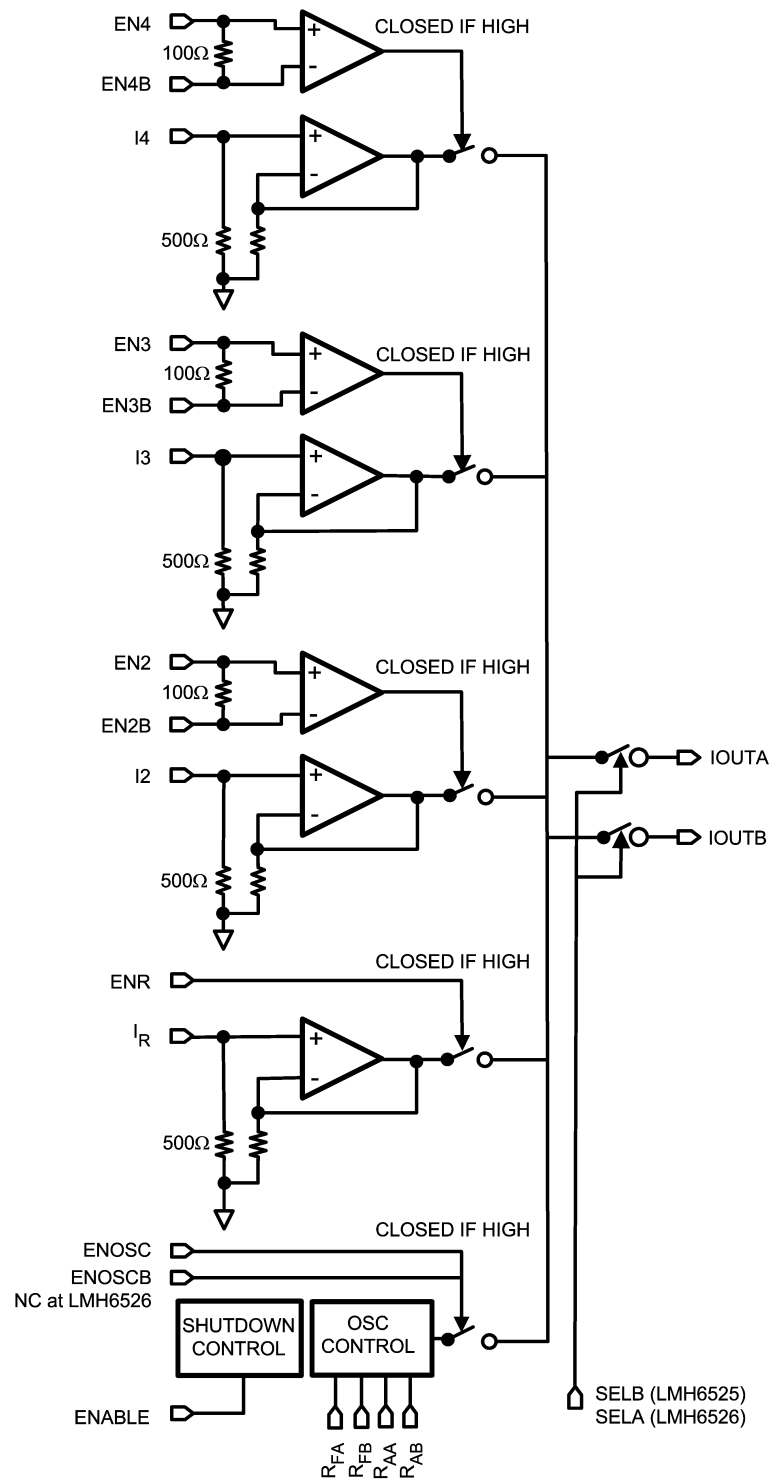 EN4
CLOSED IF HIGH
100Ω
+
-
EN4B
I4
+
-
500Ω
EN3
CLOSED IF HIGH
100Ω
+
-
EN3B
I3
+
-
500Ω
EN2
CLOSED IF HIGH
100Ω
+
-
EN2B
I2
+
-
500Ω
IOUTA
IOUTB
CLOSED IF HIGH
ENR
IR
+
-
500Ω
CLOSED IF HIGH
ENOSC
ENOSCB
NC at LMH6526
SHUTDOWN
CONTROL
OSC
CONTROL
ENABLE
RFA
RFB
RAA
RAB
SELB (LMH6525)
SELA (LMH6526)